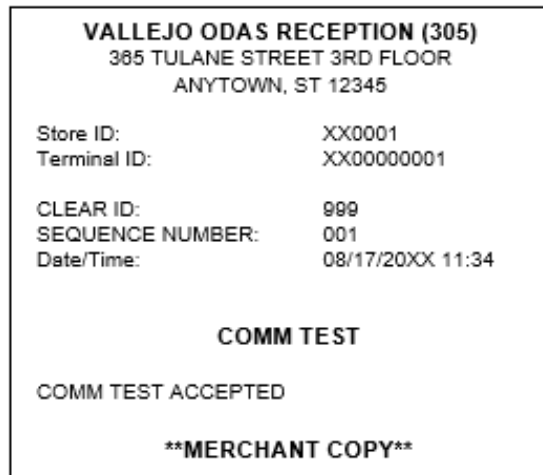 VALLEJO ODAS RECEPTION (305)
365 TULANE STREET 3RD FLOOR
ANYTOWN, ST 12345
Store ID: XX0001
Terminal ID: XX00000001
CLEAR ID: 999
SEQUENCE NUMBER: 001
Date/Time: 08/17/20XX 11:34
COMM TEST
COMM TEST ACCEPTED
**MERCHANT COPY**